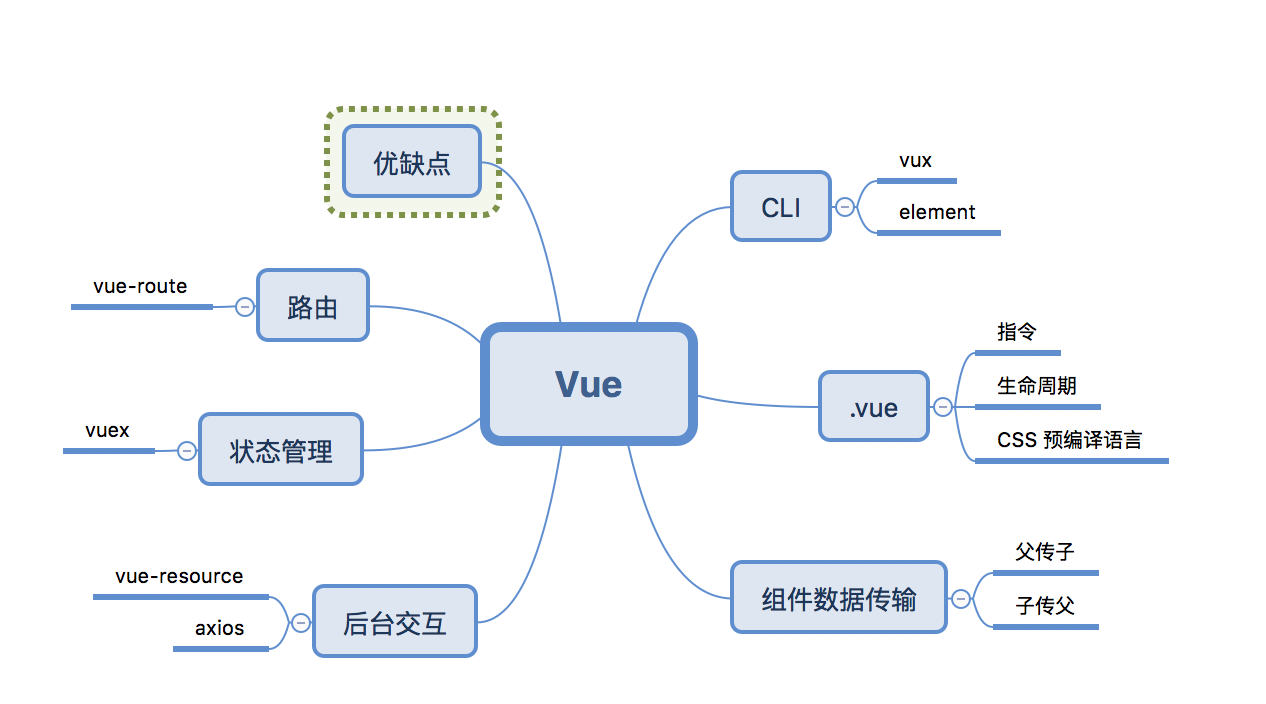 Vue
CLI
vux
element
.vue
指令
生命周期
CSS 预编译语言
组件数据传输
父传子
子传父
优缺点
路由
vue-route
状态管理
vuex
后台交互
vue-resource
axios